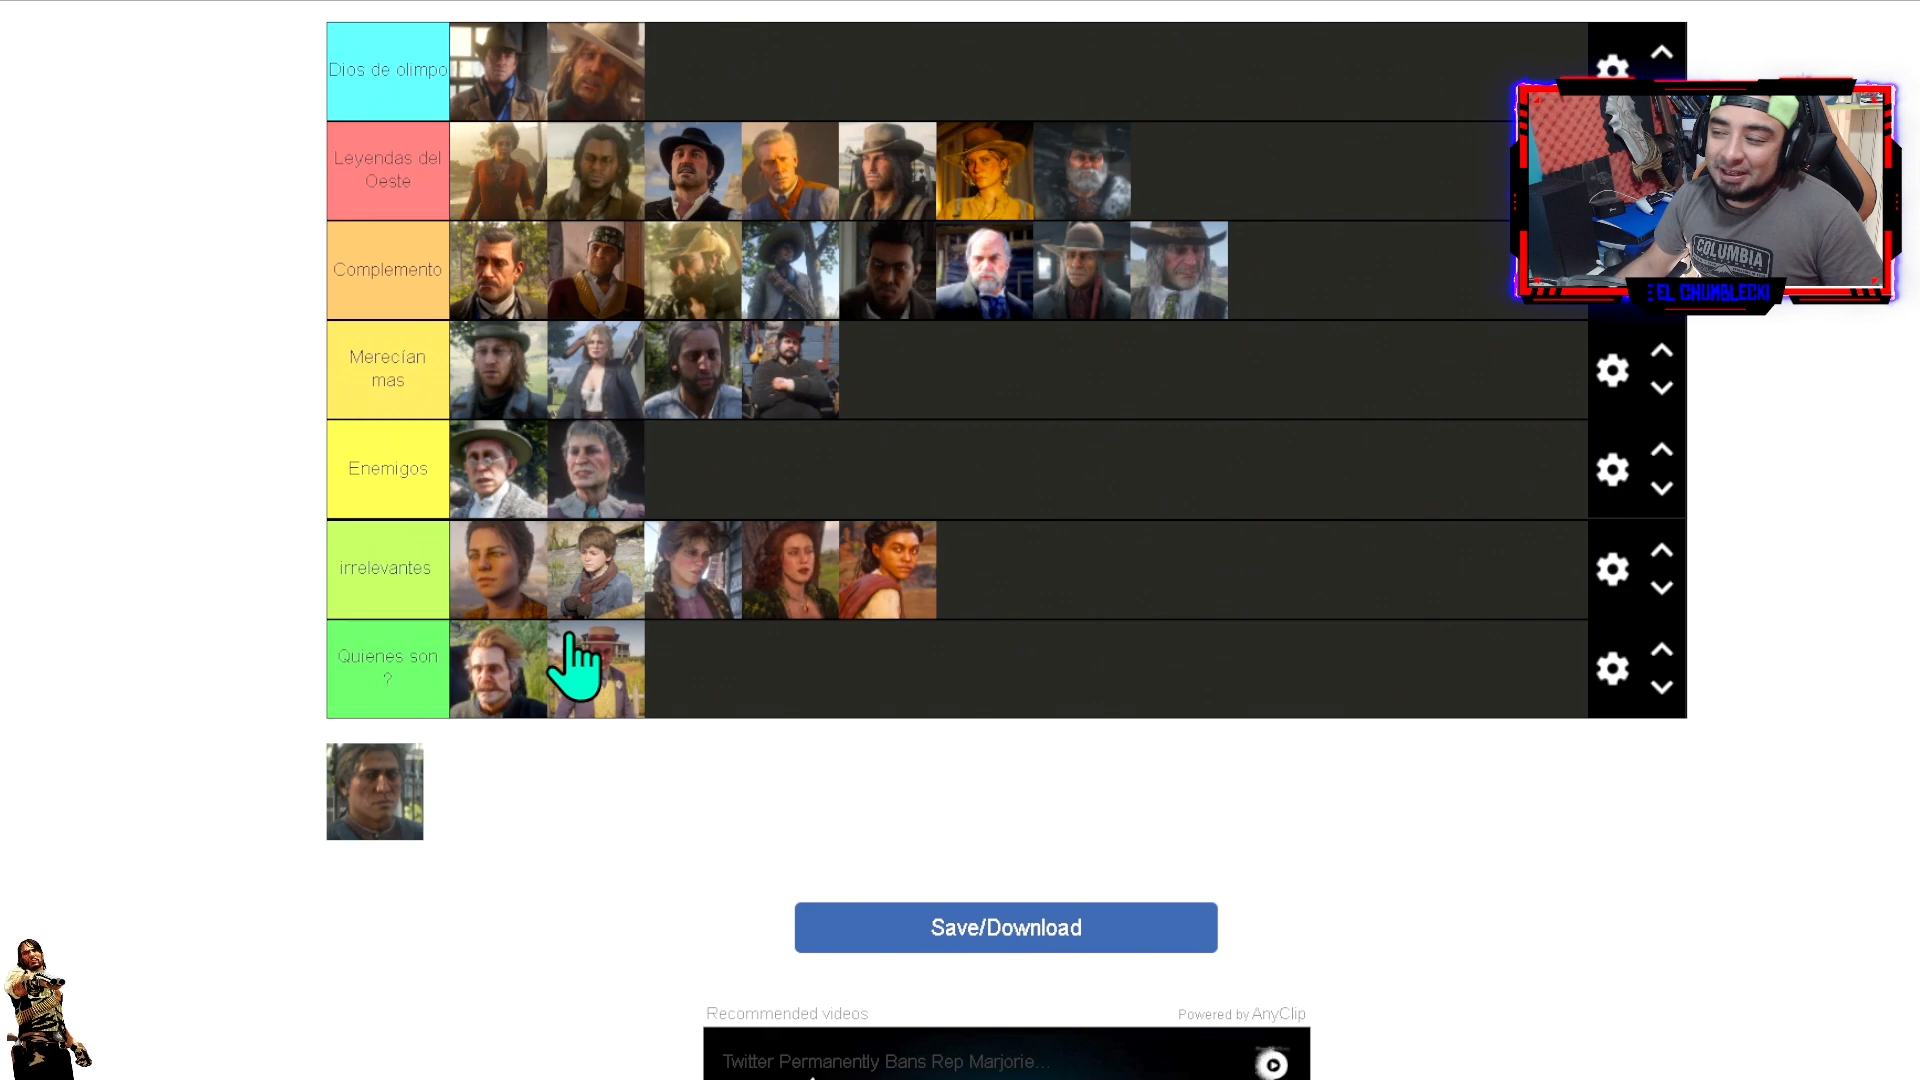 Dios de olimpo
Leyendas del
Oeste
COLUMBIA
EL CHUMBLECKI
Complemento
Merecían
mas
Enemigos
irrelevantes
Quienes son
?
Save/Download
Recommended videos
Powered by AnyClip
Twitter Permanently Bans Rep Marjorie...